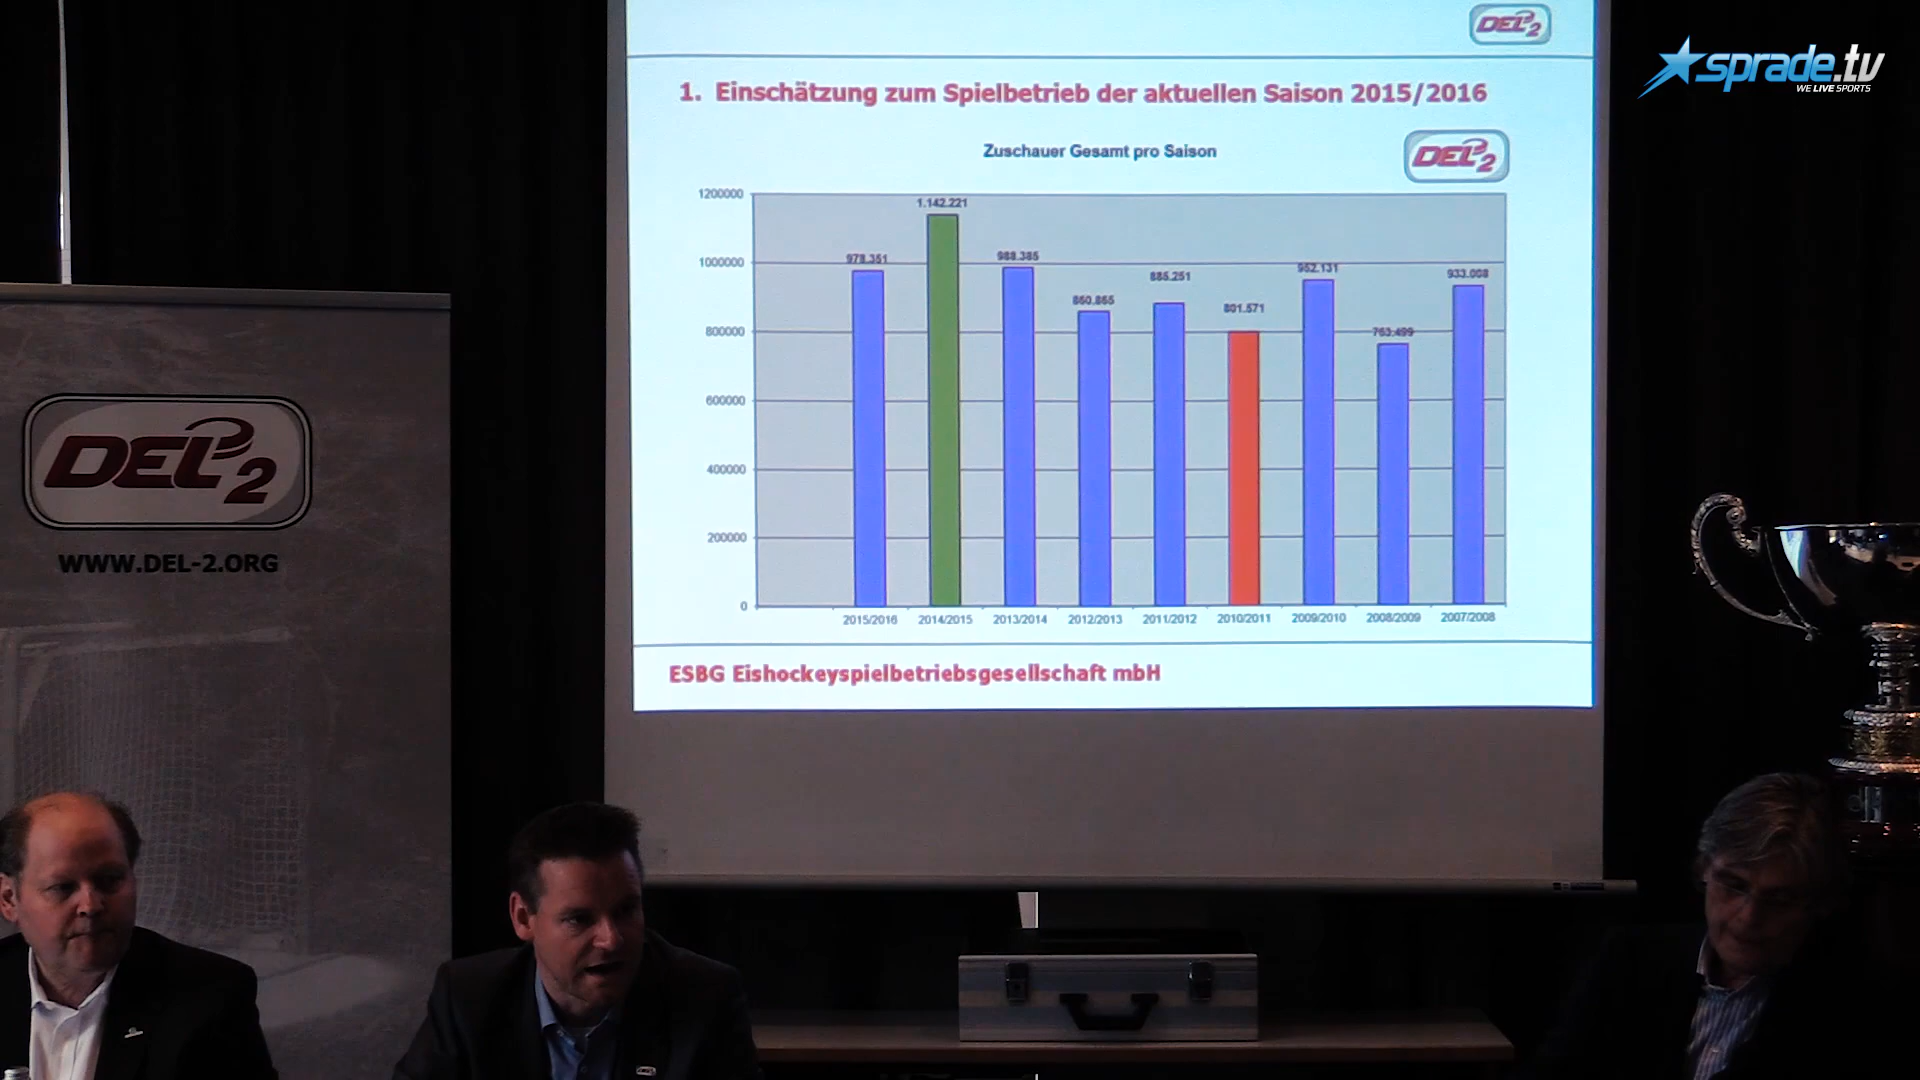 DEL2
sprade.tv
WE LIVE SPORTS
1. Einschätzung zum Spielbetrieb der aktuellen Saison 2015/2016
Zuschauer Gesamt pro Saison
DEL2
1200000
1000000
800000
600000
400000
200000
0
978.351
1.142.221
988.385
860.865
885.251
801.571
952.131
763.499
933.008
2015/2016
2014/2015
2013/2014
2012/2013
2011/2012
2010/2011
2009/2010
2008/2009
2007/2008
ESBG Eishockeyspielbetriebsgesellschaft mbH
DEL2
WWW.DEL-2.ORG